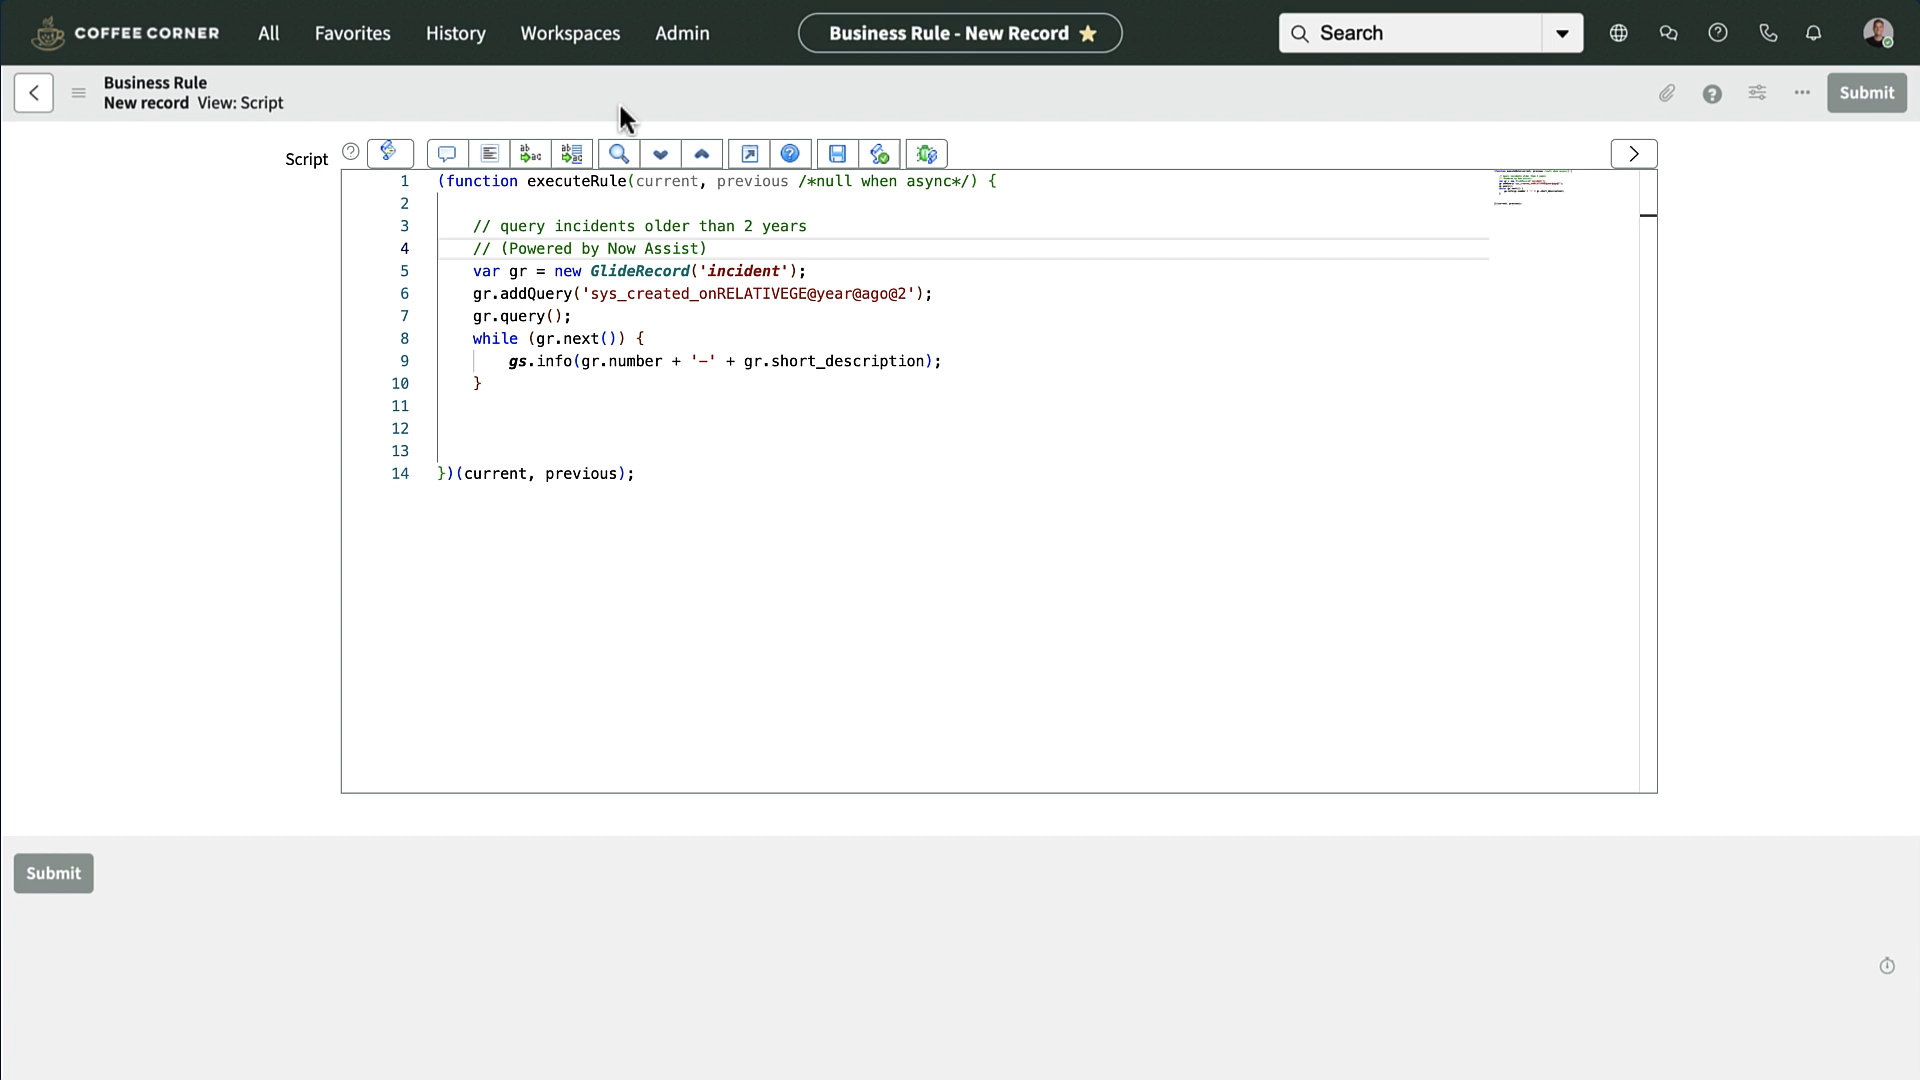 COFFEE CORNER All Favorites History Workspaces Admin Business Rule - New Record Search
Business Rule
New record View: Script
Submit
Script
1 (function executeRule(current, previous /*null when async*/) {
2
3 // query incidents older than 2 years
4 // (Powered by Now Assist)
5 var gr = new GlideRecord('incident');
6 gr.addQuery('sys_created_onRELATIVEGE@year@ago@2');
7 gr.query();
8 while (gr.next()) {
9 gs.info(gr.number + '-' + gr.short_description);
10 }
11
12
13
14 })(current, previous);
Submit